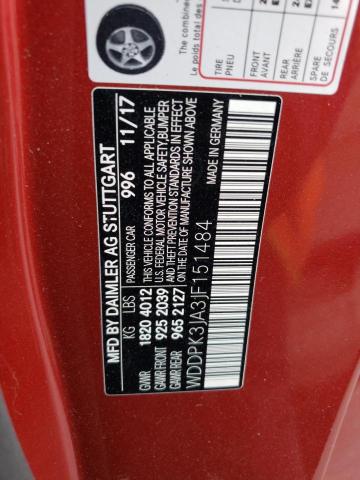 MFD BY DAIMLER AG STUTTGART
PASSENGER CAR 996 11/17
KG LBS THIS VEHICLE CONFORMS TO ALL APPLICABLE
GVWR 1820 4012 U.S. FEDERAL MOTOR VEHICLE SAFETY,BUMPER
GAWR FRONT 925 2039 AND THEFT PREVENTION STANDARDS IN EFFECT
GAWR REAR 965 2127 ON THE DATE OF MANUFACTURE SHOWN ABOVE
MADE IN GERMANY
WDDPK3JA3JF151484
TIRE
PNEU
FRONT
AVANT
REAR
ARRIÈRE
SPARE
DE SECOURS